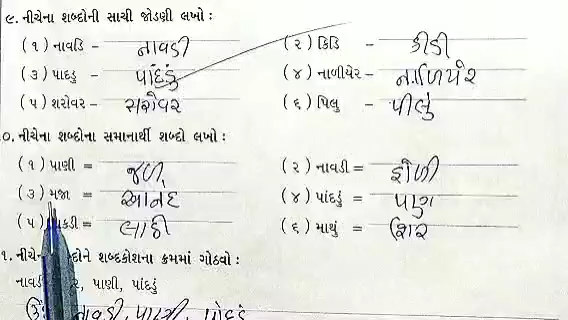 ૯. નીચેના શબ્દોની સાચી જોડણી લખો :
(૧) નાવડિ - નાવડી (૨) કિડિ - કીડી
(૩) પાદડુ - પાંદડું (૪) નાળીયેર - નાળિયેર
(૫) શરોવર - સરોવર (૬) પિલુ - પીલું
૦. નીચેના શબ્દોના સમાનાર્થી શબ્દો લખો :
(૧) પાણી = જળ (૨) નાવડી = હોળી
(૩) મજા = આનંદ (૪) પાંદડું = પાણ
(૫) કડી = લાઠી (૬) માથું = શિર
૧. નીચે દોને શબ્દકોશના ક્રમમાં ગોઠવો :
નાવડી ર, પાણી, પાંદડું
નાવડી, પાણી, પાંદડું